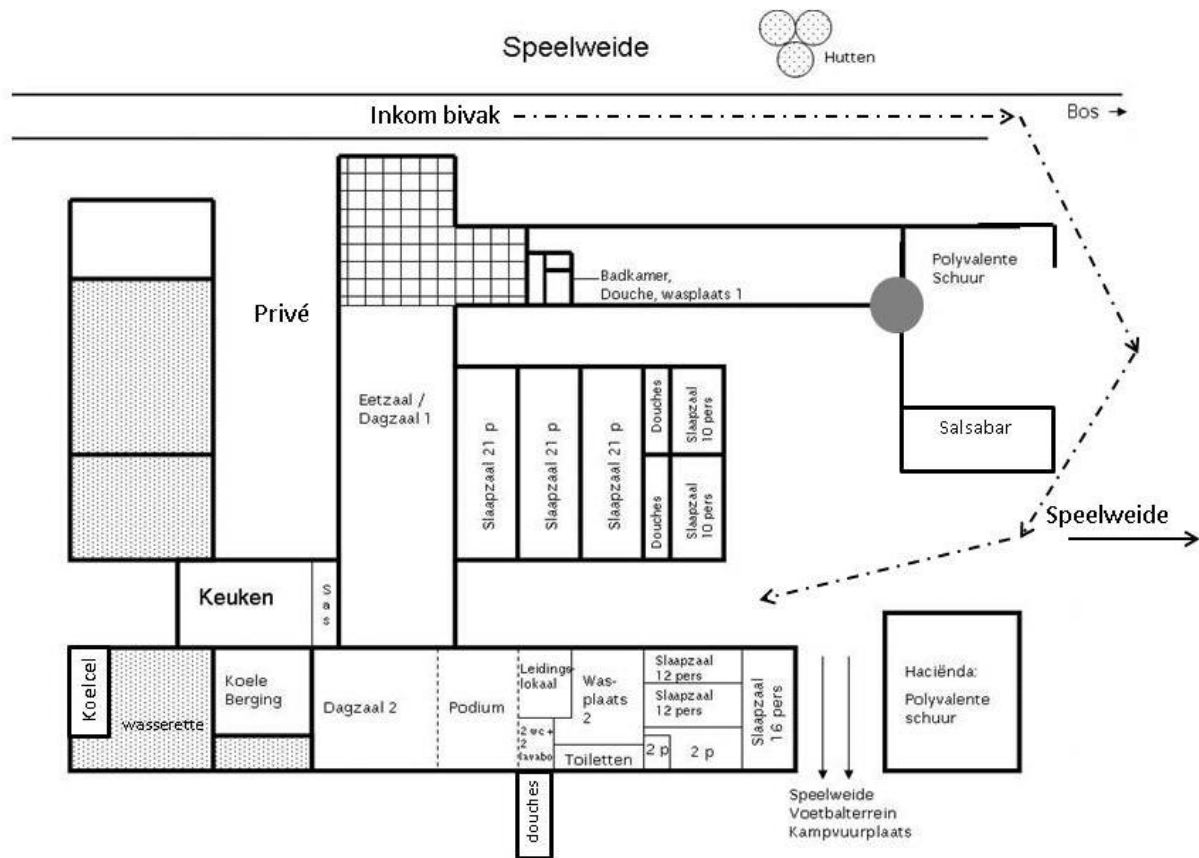 Speelweide
Hutten
Inkom bivak
Bos
Polyvalente
Schuur
Badkamer,
Douche, wasplaats 1
Privé
Eetzaal /
Dagzaal 1
Slaapzaal 21 p
Slaapzaal 21 p
Slaapzaal 21 p
Douches
Slaapzaal
10 pers
Douches
Slaapzaal
10 pers
Salsabar
Speelweide
Keuken
Sas
Koelcel
wasserette
Koele
Berging
Dagzaal 2
Podium
Leidings-
lokaal
2 wc +
2
lavabo
Was-
plaats
2
Toiletten
Slaapzaal
12 pers
Slaapzaal
12 pers
2 p
2 p
Slaapzaal
16 pers
Haciënda:
Polyvalente
schuur
douches
Speelweide
Voetbalterrein
Kampvuurplaats